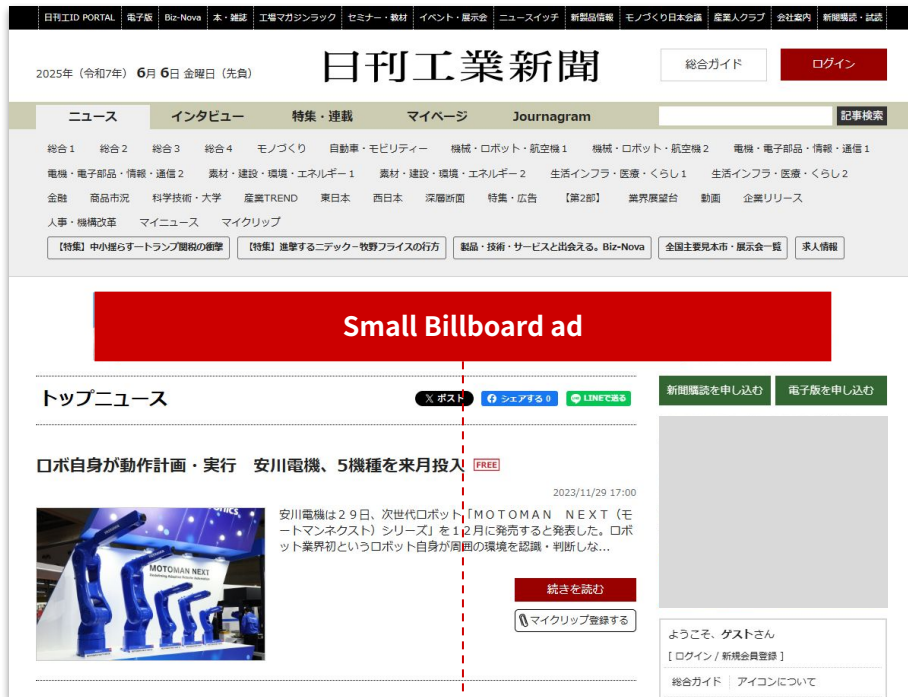 日刊工ID PORTAL 電子版 Biz-Nova 本・雑誌 工場マガジンラック セミナー・教材 イベント・展示会 ニュースイッチ 新製品情報 モノづくり日本会議 産業人クラブ 会社案内 新聞購読・試読
2025年（令和7年） 6月 6日 金曜日（先負）
日刊工業新聞
総合ガイド
ログイン
ニュース インタビュー 特集・連載 マイページ Journagram 記事検索
総合1 総合2 総合3 総合4 モノづくり 自動車・モビリティー 機械・ロボット・航空機1 機械・ロボット・航空機2 電機・電子部品・情報・通信1
電機・電子部品・情報・通信2 素材・建設・環境・エネルギー1 素材・建設・環境・エネルギー2 生活インフラ・医療・くらし1 生活インフラ・医療・くらし2
金融 商品市況 科学技術・大学 産業TREND 東日本 西日本 深層断面 特集・広告 【第2部】 業界展望台 動画 企業リリース
人事・機構改革 マイニュース マイクリップ
【特集】中小揺らすートランプ関税の衝撃 【特集】進撃するニデックー牧野フライスの行方 製品・技術・サービスと出会える。Biz-Nova 全国主要見本市・展示会一覧 求人情報
Small Billboard ad
トップニュース
ポスト シェアする 0 LINEで送る
新聞購読を申し込む 電子版を申し込む
ロボ自身が動作計画・実行 安川電機、5機種を来月投入 FREE
2023/11/29 17:00
安川電機は２９日、次世代ロボット「ＭＯＴＯＭＡＮ ＮＥＸＴ（モ
ートマンネクスト）シリーズ」を１２月に発売すると発表した。ロボ
ット業界初というロボット自身が周囲の環境を認識・判断しな...
MOTOMAN NEXT
続きを読む
マイクリップ登録する
ようこそ、ゲストさん
[ ログイン / 新規会員登録 ]
総合ガイド アイコンについて